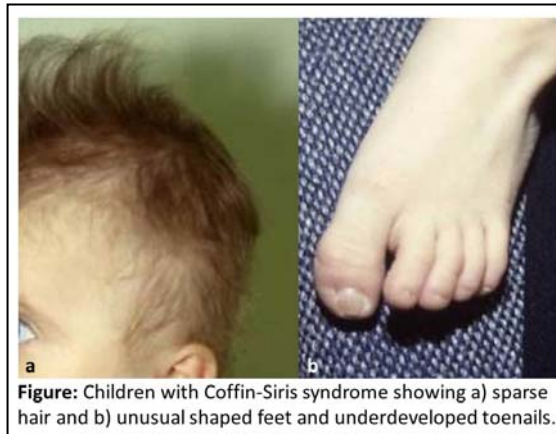 a
b
Figure: Children with Coffin-Siris syndrome showing a) sparse
hair and b) unusual shaped feet and underdeveloped toenails.